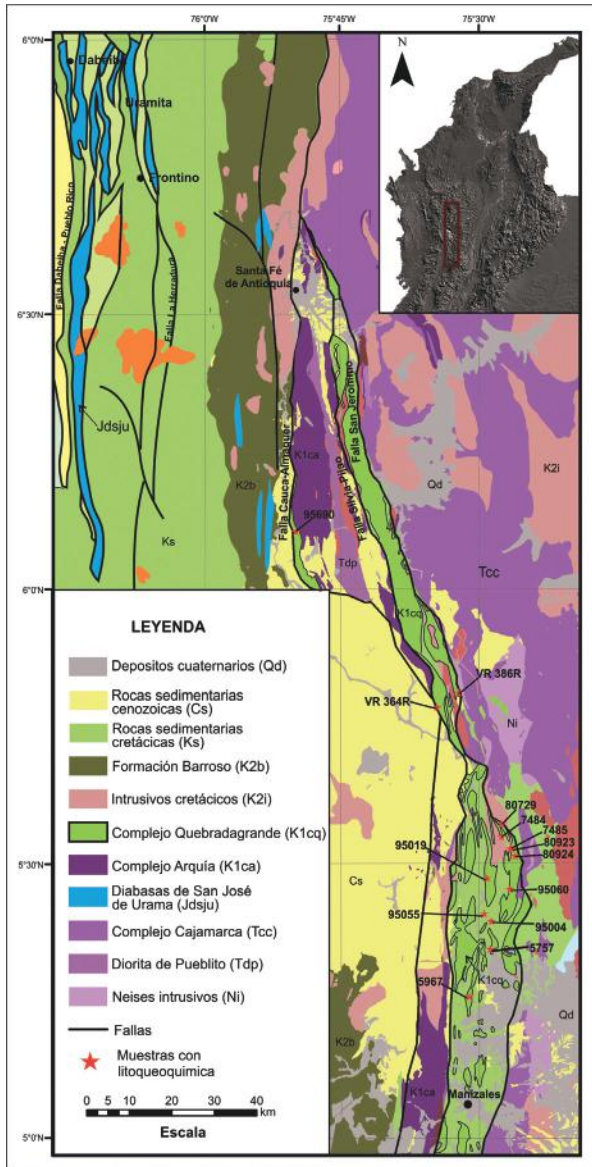 76°0'
75°45'
75°30'
6°0'N
Dabeiba
Uramita
Frontino
Falla Dabeiba - Pueblo Rico
Falla La Herradura
Santa Fé
de Antioquia
N
6°30'
Jdsju
K2b
K1ca
Falla Cauca-Almaguer
Falla San Jeronimo
Falla Silvia-Pijao
K2i
Qd
95690
Ks
Tdp
Tcc
6°0'
K1cq
VR 386R
VR 364R
Ni
80729
7484
7485
80923
80924
95019
5°30'
Cs
95060
95055
95004
5757
5967
K1cq
Qd
K2b
K1ca
Manizales
5°0'N
LEYENDA
Depositos cuaternarios (Qd)
Rocas sedimentarias
cenozoicas (Cs)
Rocas sedimentarias
cretácicas (Ks)
Formación Barroso (K2b)
Intrusivos cretácicos (K2i)
Complejo Quebradagrande (K1cq)
Complejo Arquía (K1ca)
Diabasas de San José
de Urama (Jdsju)
Complejo Cajamarca (Tcc)
Diorita de Pueblito (Tdp)
Neises intrusivos (Ni)
Fallas
Muestras con
litoqueoquimica
0 5 10 20 30 40
km
Escala